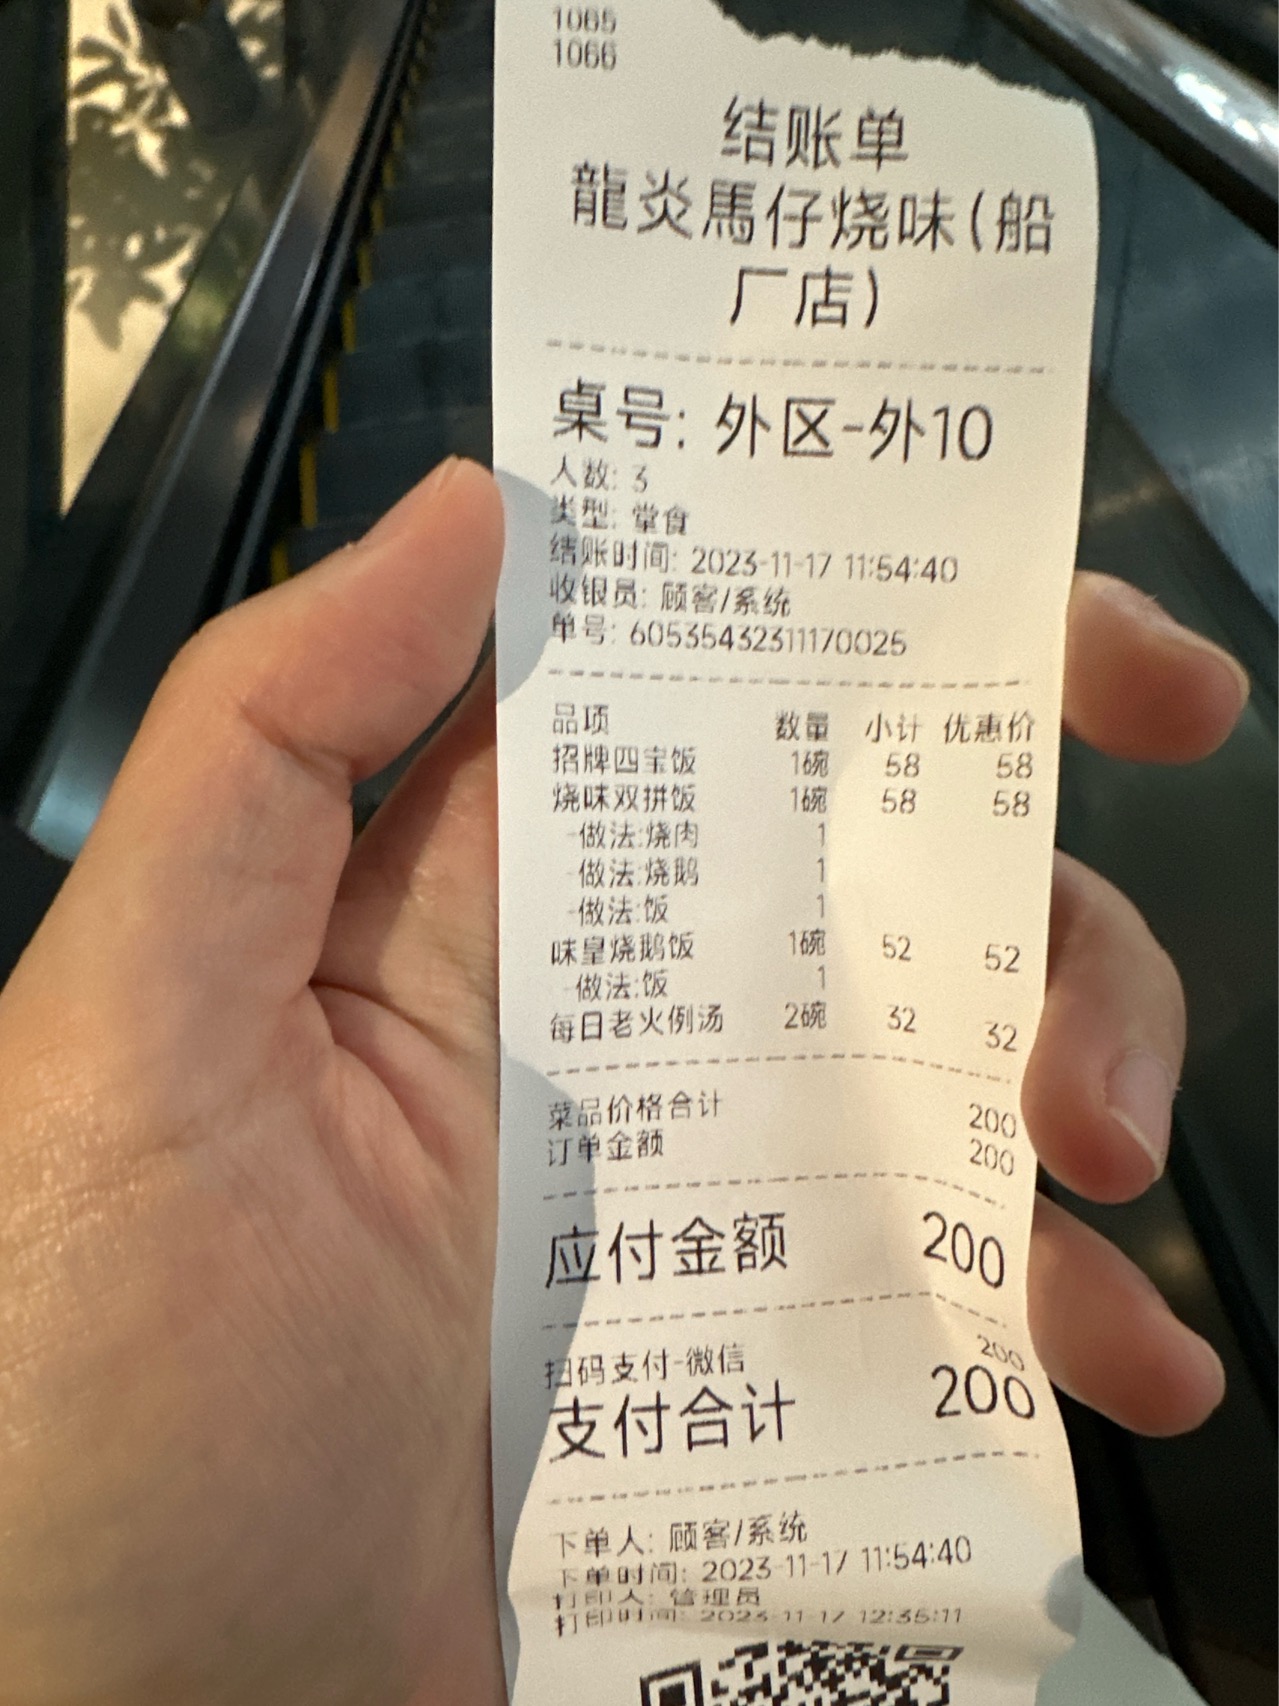 1065
1066
结账单
龍炎馬仔烧味(船
厂店)
桌号: 外区-外10
人数: 3
类型: 堂食
结账时间: 2023-11-17 11:54:40
收银员: 顾客/系统
单号: 60535432311170025
品项 数量 小计 优惠价
招牌四宝饭 1碗 58 58
烧味双拼饭 1碗 58 58
-做法:烧肉 1
-做法:烧鹅 1
-做法:饭 1
味皇烧鹅饭 1碗 52 52
-做法:饭 1
每日老火例汤 2碗 32 32
菜品价格合计 200
订单金额 200
应付金额 200
扫码支付-微信 200
支付合计 200
下单人: 顾客/系统
下单时间: 2023-11-17 11:54:40
打印人: 管理员
打印时间: 2023-11-17 12:35:11